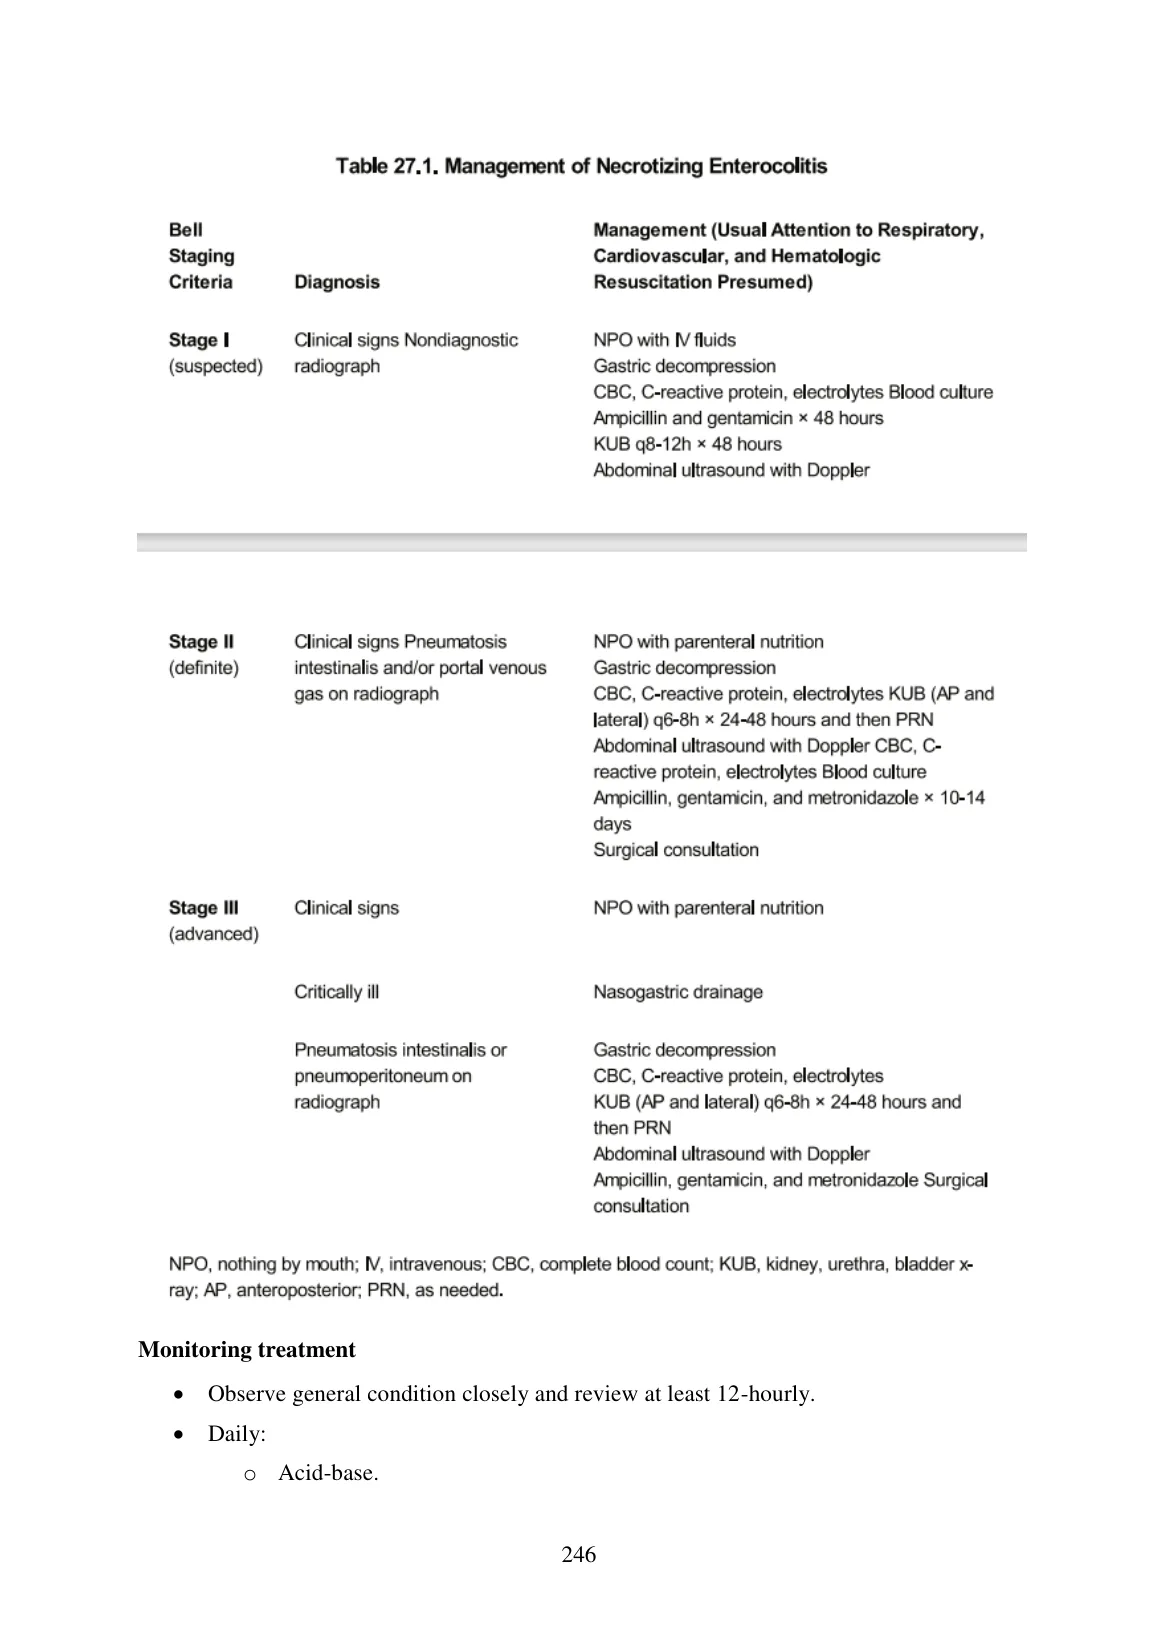 Table 27.1. Management of Necrotizing Enterocolitis
Bell
Staging
Criteria
Diagnosis
Management (Usual Attention to Respiratory,
Cardiovascular, and Hematologic
Resuscitation Presumed)
Stage I
(suspected)
Clinical signs Nondiagnostic
radiograph
NPO with IV fluids
Gastric decompression
CBC, C-reactive protein, electrolytes Blood culture
Ampicillin and gentamicin × 48 hours
KUB q8-12h × 48 hours
Abdominal ultrasound with Doppler
Stage II
(definite)
Clinical signs Pneumatosis
intestinalis and/or portal venous
gas on radiograph
NPO with parenteral nutrition
Gastric decompression
CBC, C-reactive protein, electrolytes KUB (AP and
lateral) q6-8h × 24-48 hours and then PRN
Abdominal ultrasound with Doppler CBC, C-
reactive protein, electrolytes Blood culture
Ampicillin, gentamicin, and metronidazole × 10-14
days
Surgical consultation
Stage III
(advanced)
Clinical signs
NPO with parenteral nutrition
Critically ill
Nasogastric drainage
Pneumatosis intestinalis or
pneumoperitoneum on
radiograph
Gastric decompression
CBC, C-reactive protein, electrolytes
KUB (AP and lateral) q6-8h × 24-48 hours and
then PRN
Abdominal ultrasound with Doppler
Ampicillin, gentamicin, and metronidazole Surgical
consultation
NPO, nothing by mouth; IV, intravenous; CBC, complete blood count; KUB, kidney, urethra, bladder x-
ray; AP, anteroposterior; PRN, as needed.
Monitoring treatment
• Observe general condition closely and review at least 12-hourly.
• Daily:
o Acid-base.
246